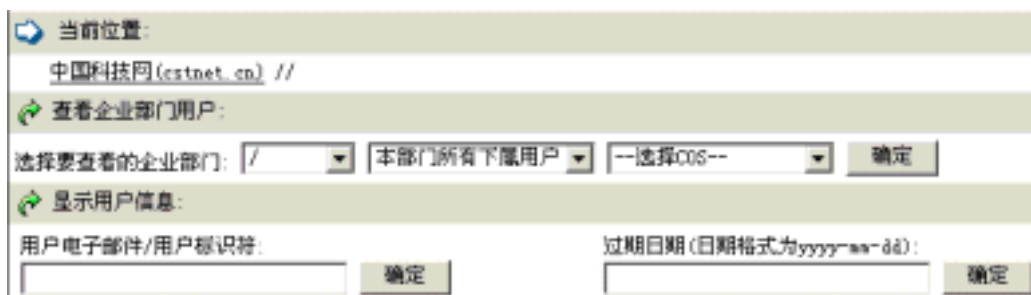 当前位置:
中国科技网(cstnet.cn) //
查看企业部门用户:
选择要查看的企业部门: / 本部门所有下属用户 --选择COS-- 确定
显示用户信息:
用户电子邮件/用户标识符: 过期日期(日期格式为yyyy-mm-dd):
确定 确定